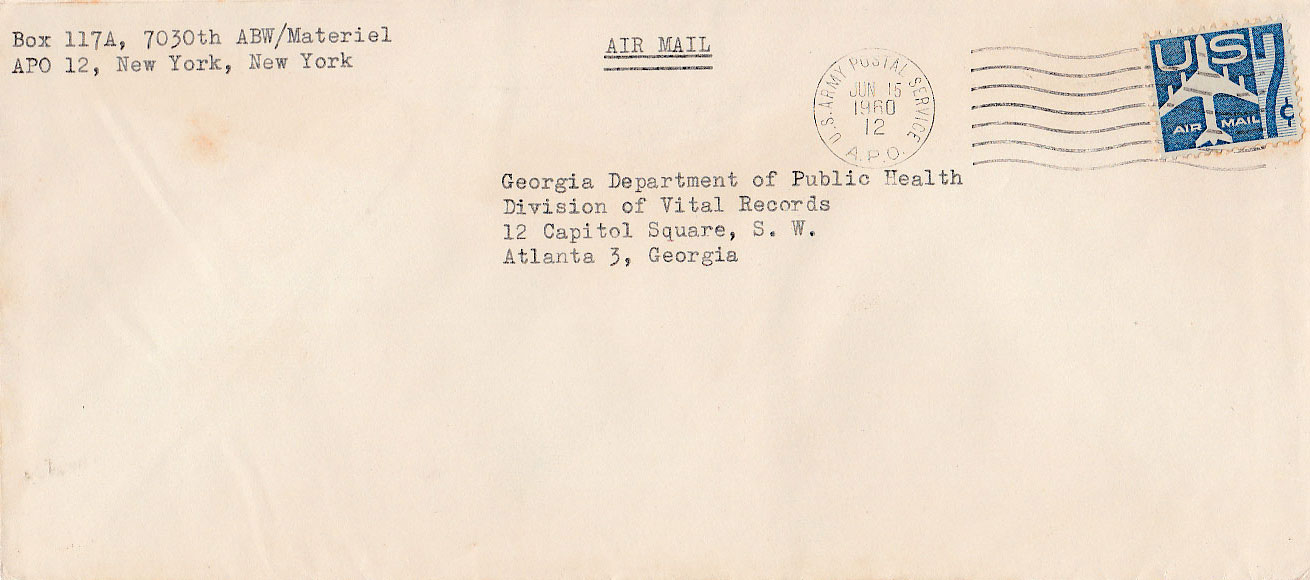 Box 117A, 7030th ABW/Materiel
APO 12, New York, New York
AIR MAIL
U.S. ARMY POSTAL SERVICE
JUN 15
1960
12
A.P.O.
US
7¢
AIR MAIL
Georgia Department of Public Health
Division of Vital Records
12 Capitol Square, S. W.
Atlanta 3, Georgia